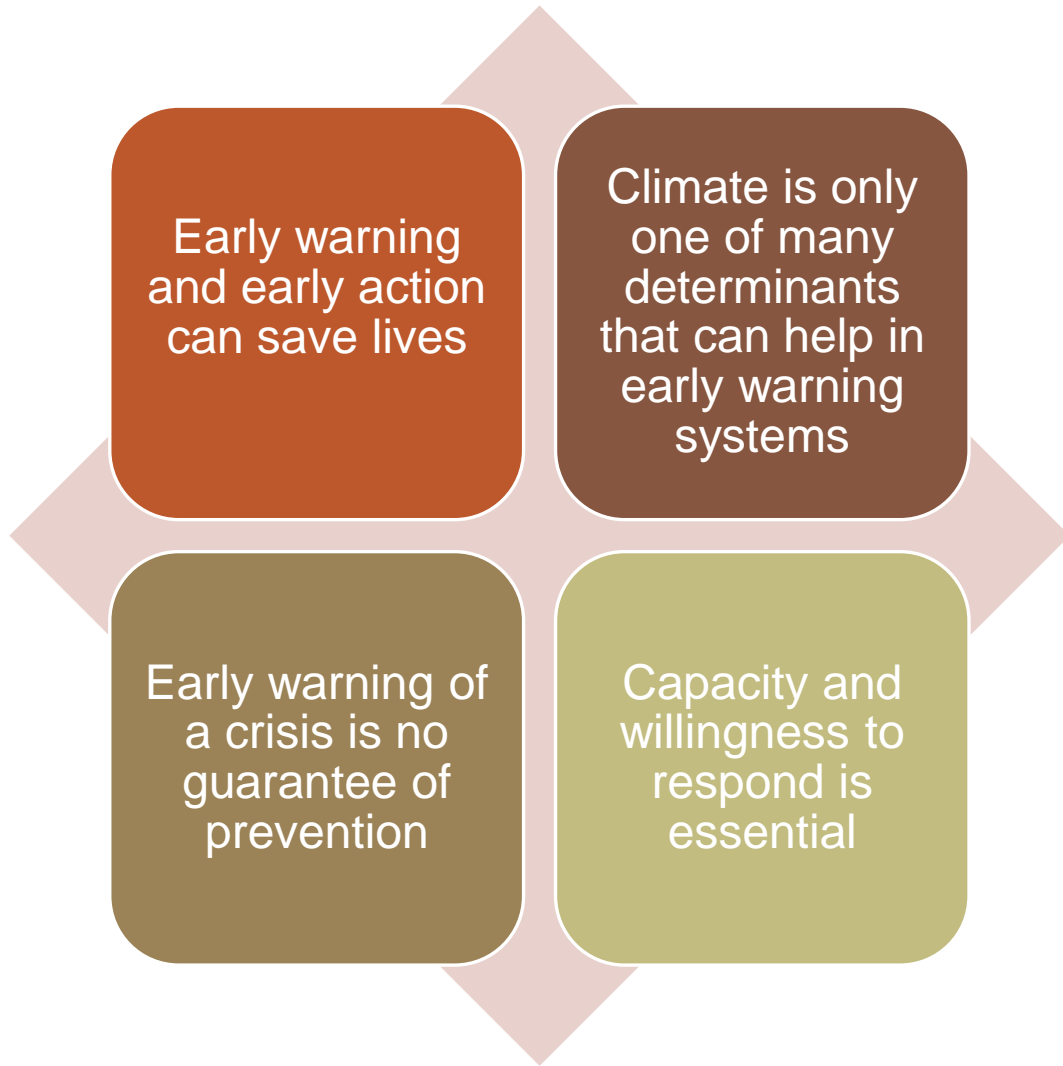 Early warning
and early action
can save lives
Climate is only
one of many
determinants
that can help in
early warning
systems
Early warning of
a crisis is no
guarantee of
prevention
Capacity and
willingness to
respond is
essential